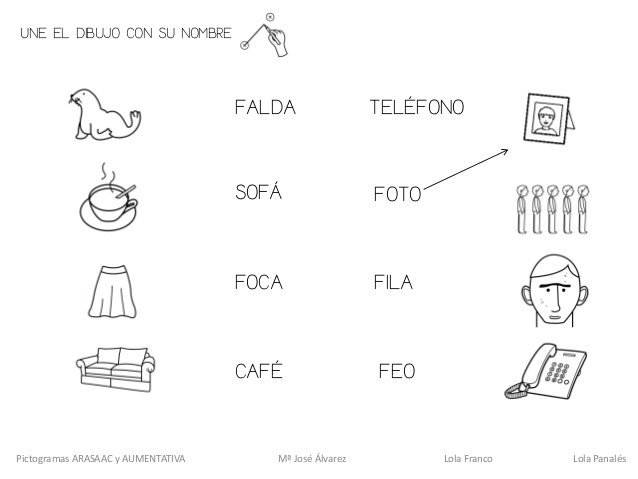 UNE EL DIBUJO CON SU NOMBRE
FALDA TELÉFONO
SOFÁ FOTO
FOCA FILA
CAFÉ FEO
Pictogramas ARASAAC y AUMENTATIVA Mª José Álvarez Lola Franco Lola Panalés